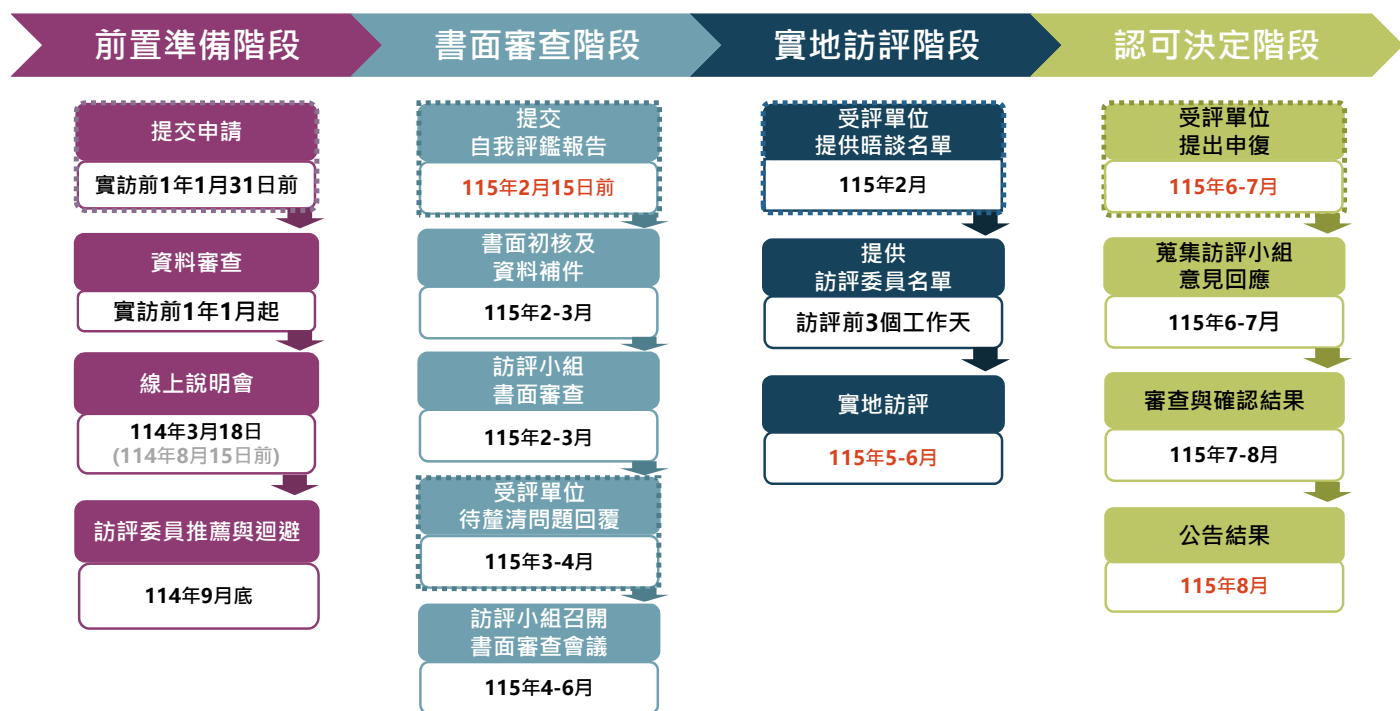 前置準備階段
書面審查階段
實地訪評階段
認可決定階段
提交申請
實訪前1年1月31日前
資料審查
實訪前1年1月起
線上說明會
114年3月18日
(114年8月15日前)
訪評委員推薦與迴避
114年9月底
提交
自我評鑑報告
115年2月15日前
書面初核及
資料補件
115年2-3月
訪評小組
書面審查
115年2-3月
受評單位
待釐清問題回覆
115年3-4月
訪評小組召開
書面審查會議
115年4-6月
受評單位
提供晤談名單
115年2月
提供
訪評委員名單
訪評前3個工作天
實地訪評
115年5-6月
受評單位
提出申復
115年6-7月
蒐集訪評小組
意見回應
115年6-7月
審查與確認結果
115年7-8月
公告結果
115年8月